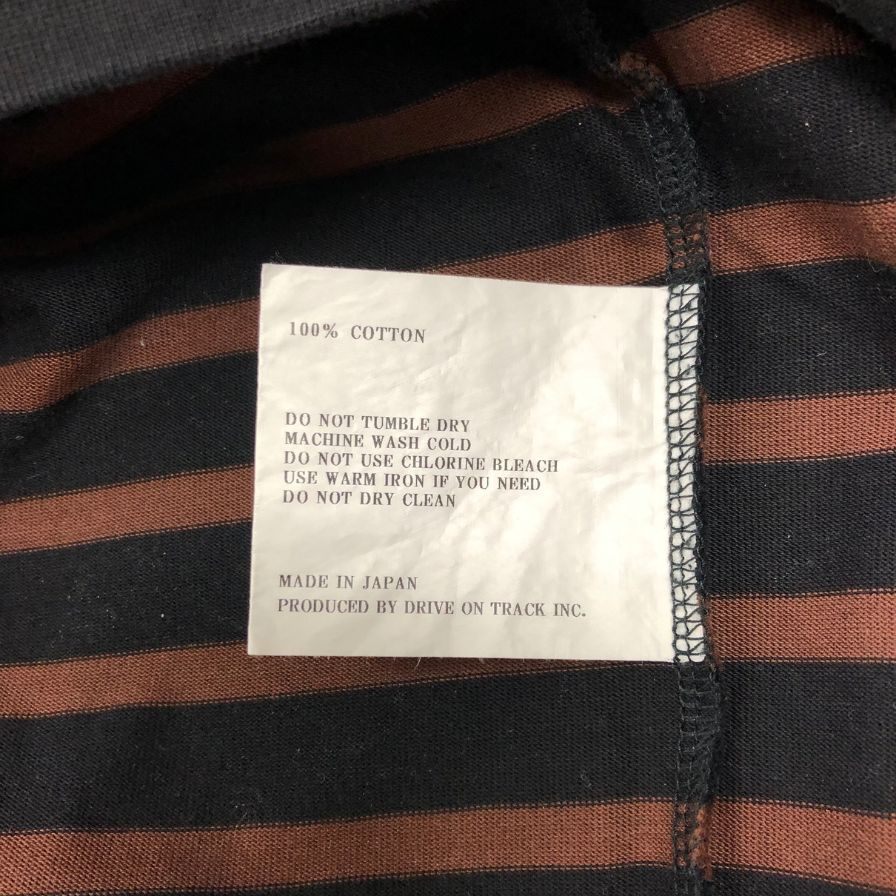 100% COTTON
DO NOT TUMBLE DRY
MACHINE WASH COLD
DO NOT USE CHLORINE BLEACH
USE WARM IRON IF YOU NEED
DO NOT DRY CLEAN
MADE IN JAPAN
PRODUCED BY DRIVE ON TRACK INC.